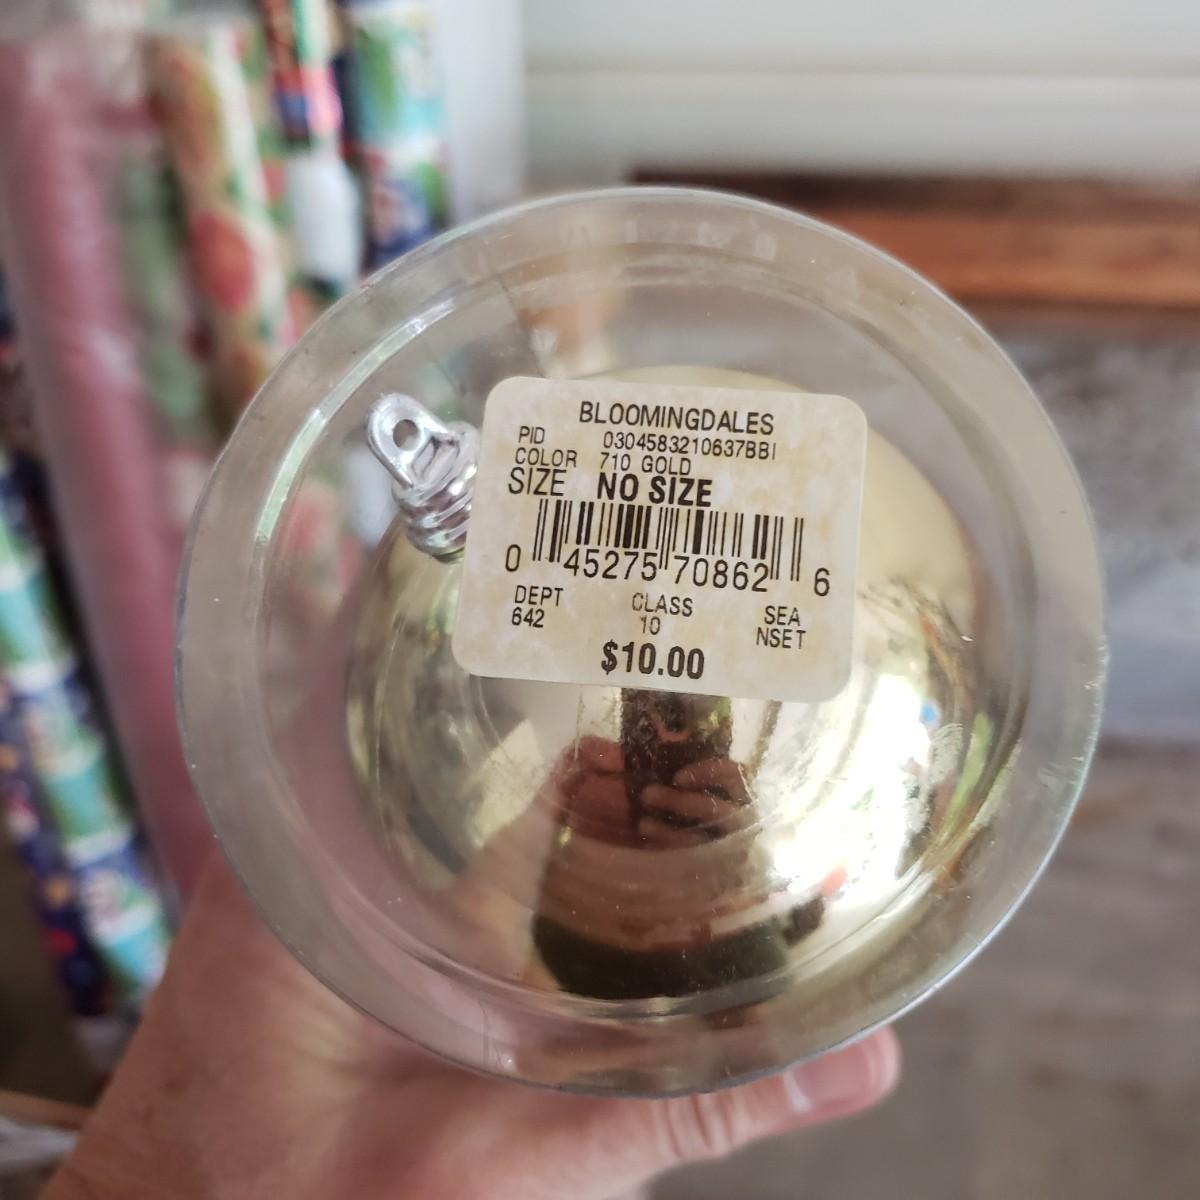 BLOOMINGDALES
PID 0304583210637BBI
COLOR 710 GOLD
SIZE NO SIZE
0 45275 70862 6
DEPT CLASS SEA
642 10 NSET
$10.00